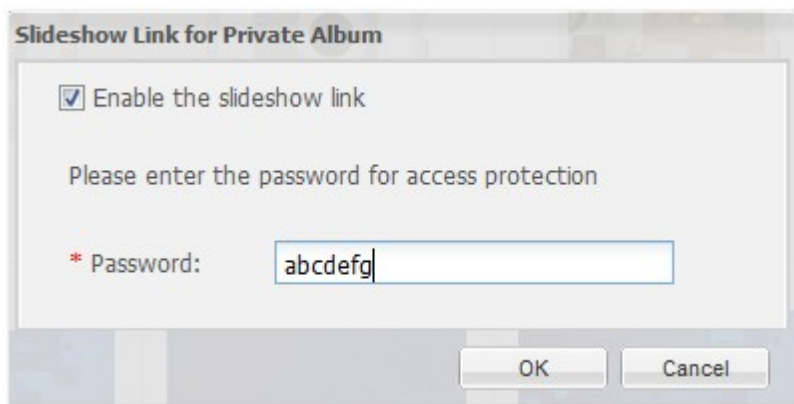 Slideshow Link for Private Album
Enable the slideshow link
Please enter the password for access protection
* Password: abcdefg
OK Cancel